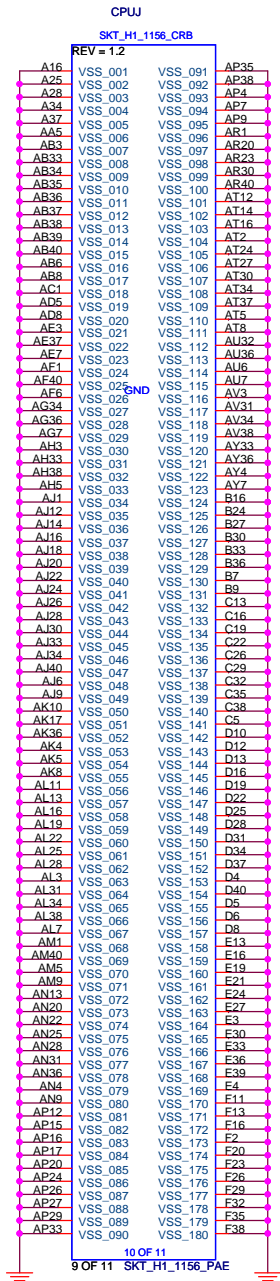 CPUJ
SKT_H1_1156_CRB
REV = 1.2
A16 VSS_001 VSS_091 AP35
A25 VSS_002 VSS_092 AP38
A28 VSS_003 VSS_093 AP4
A34 VSS_004 VSS_094 AP7
A37 VSS_005 VSS_095 AP9
AA5 VSS_006 VSS_096 AR1
AB3 VSS_007 VSS_097 AR20
AB33 VSS_008 VSS_098 AR23
AB34 VSS_009 VSS_099 AR30
AB35 VSS_010 VSS_100 AR40
AB36 VSS_011 VSS_101 AT12
AB37 VSS_012 VSS_102 AT14
AB38 VSS_013 VSS_103 AT16
AB39 VSS_014 VSS_104 AT2
AB40 VSS_015 VSS_105 AT24
AB6 VSS_016 VSS_106 AT27
AB8 VSS_017 VSS_107 AT30
AC1 VSS_018 VSS_108 AT34
AD5 VSS_019 VSS_109 AT37
AD8 VSS_020 VSS_110 AT5
AE3 VSS_021 VSS_111 AT8
AE37 VSS_022 VSS_112 AU32
AE7 VSS_023 VSS_113 AU36
AF1 VSS_024 VSS_114 AU6
AF40 VSS_025 GND VSS_115 AU7
AF6 VSS_026 VSS_116 AV3
AG34 VSS_027 VSS_117 AV31
AG36 VSS_028 VSS_118 AV34
AG7 VSS_029 VSS_119 AV38
AH3 VSS_030 VSS_120 AY33
AH33 VSS_031 VSS_121 AY36
AH38 VSS_032 VSS_122 AY4
AH5 VSS_033 VSS_123 AY7
AJ1 VSS_034 VSS_124 B16
AJ12 VSS_035 VSS_125 B24
AJ14 VSS_036 VSS_126 B27
AJ16 VSS_037 VSS_127 B30
AJ18 VSS_038 VSS_128 B33
AJ20 VSS_039 VSS_129 B36
AJ22 VSS_040 VSS_130 B7
AJ24 VSS_041 VSS_131 B9
AJ26 VSS_042 VSS_132 C13
AJ28 VSS_043 VSS_133 C16
AJ30 VSS_044 VSS_134 C19
AJ33 VSS_045 VSS_135 C22
AJ34 VSS_046 VSS_136 C26
AJ40 VSS_047 VSS_137 C29
AJ6 VSS_048 VSS_138 C32
AJ9 VSS_049 VSS_139 C35
AK10 VSS_050 VSS_140 C38
AK17 VSS_051 VSS_141 C5
AK36 VSS_052 VSS_142 D10
AK4 VSS_053 VSS_143 D12
AK5 VSS_054 VSS_144 D13
AK8 VSS_055 VSS_145 D16
AL11 VSS_056 VSS_146 D19
AL13 VSS_057 VSS_147 D22
AL16 VSS_058 VSS_148 D25
AL19 VSS_059 VSS_149 D28
AL22 VSS_060 VSS_150 D31
AL25 VSS_061 VSS_151 D34
AL28 VSS_062 VSS_152 D37
AL3 VSS_063 VSS_153 D4
AL31 VSS_064 VSS_154 D40
AL34 VSS_065 VSS_155 D5
AL38 VSS_066 VSS_156 D6
AL7 VSS_067 VSS_157 D8
AM1 VSS_068 VSS_158 E13
AM40 VSS_069 VSS_159 E16
AM5 VSS_070 VSS_160 E19
AM9 VSS_071 VSS_161 E21
AN13 VSS_072 VSS_162 E24
AN20 VSS_073 VSS_163 E27
AN22 VSS_074 VSS_164 E3
AN25 VSS_075 VSS_165 E30
AN28 VSS_076 VSS_166 E33
AN31 VSS_077 VSS_167 E36
AN36 VSS_078 VSS_168 E39
AN4 VSS_079 VSS_169 E4
AN9 VSS_080 VSS_170 F11
AP12 VSS_081 VSS_171 F13
AP15 VSS_082 VSS_172 F16
AP16 VSS_083 VSS_173 F2
AP17 VSS_084 VSS_174 F20
AP20 VSS_085 VSS_175 F23
AP24 VSS_086 VSS_176 F26
AP26 VSS_087 VSS_177 F29
AP27 VSS_088 VSS_178 F32
AP29 VSS_089 VSS_179 F35
AP33 VSS_090 VSS_180 F38
10 OF 11
9 OF 11 SKT_H1_1156_PAE